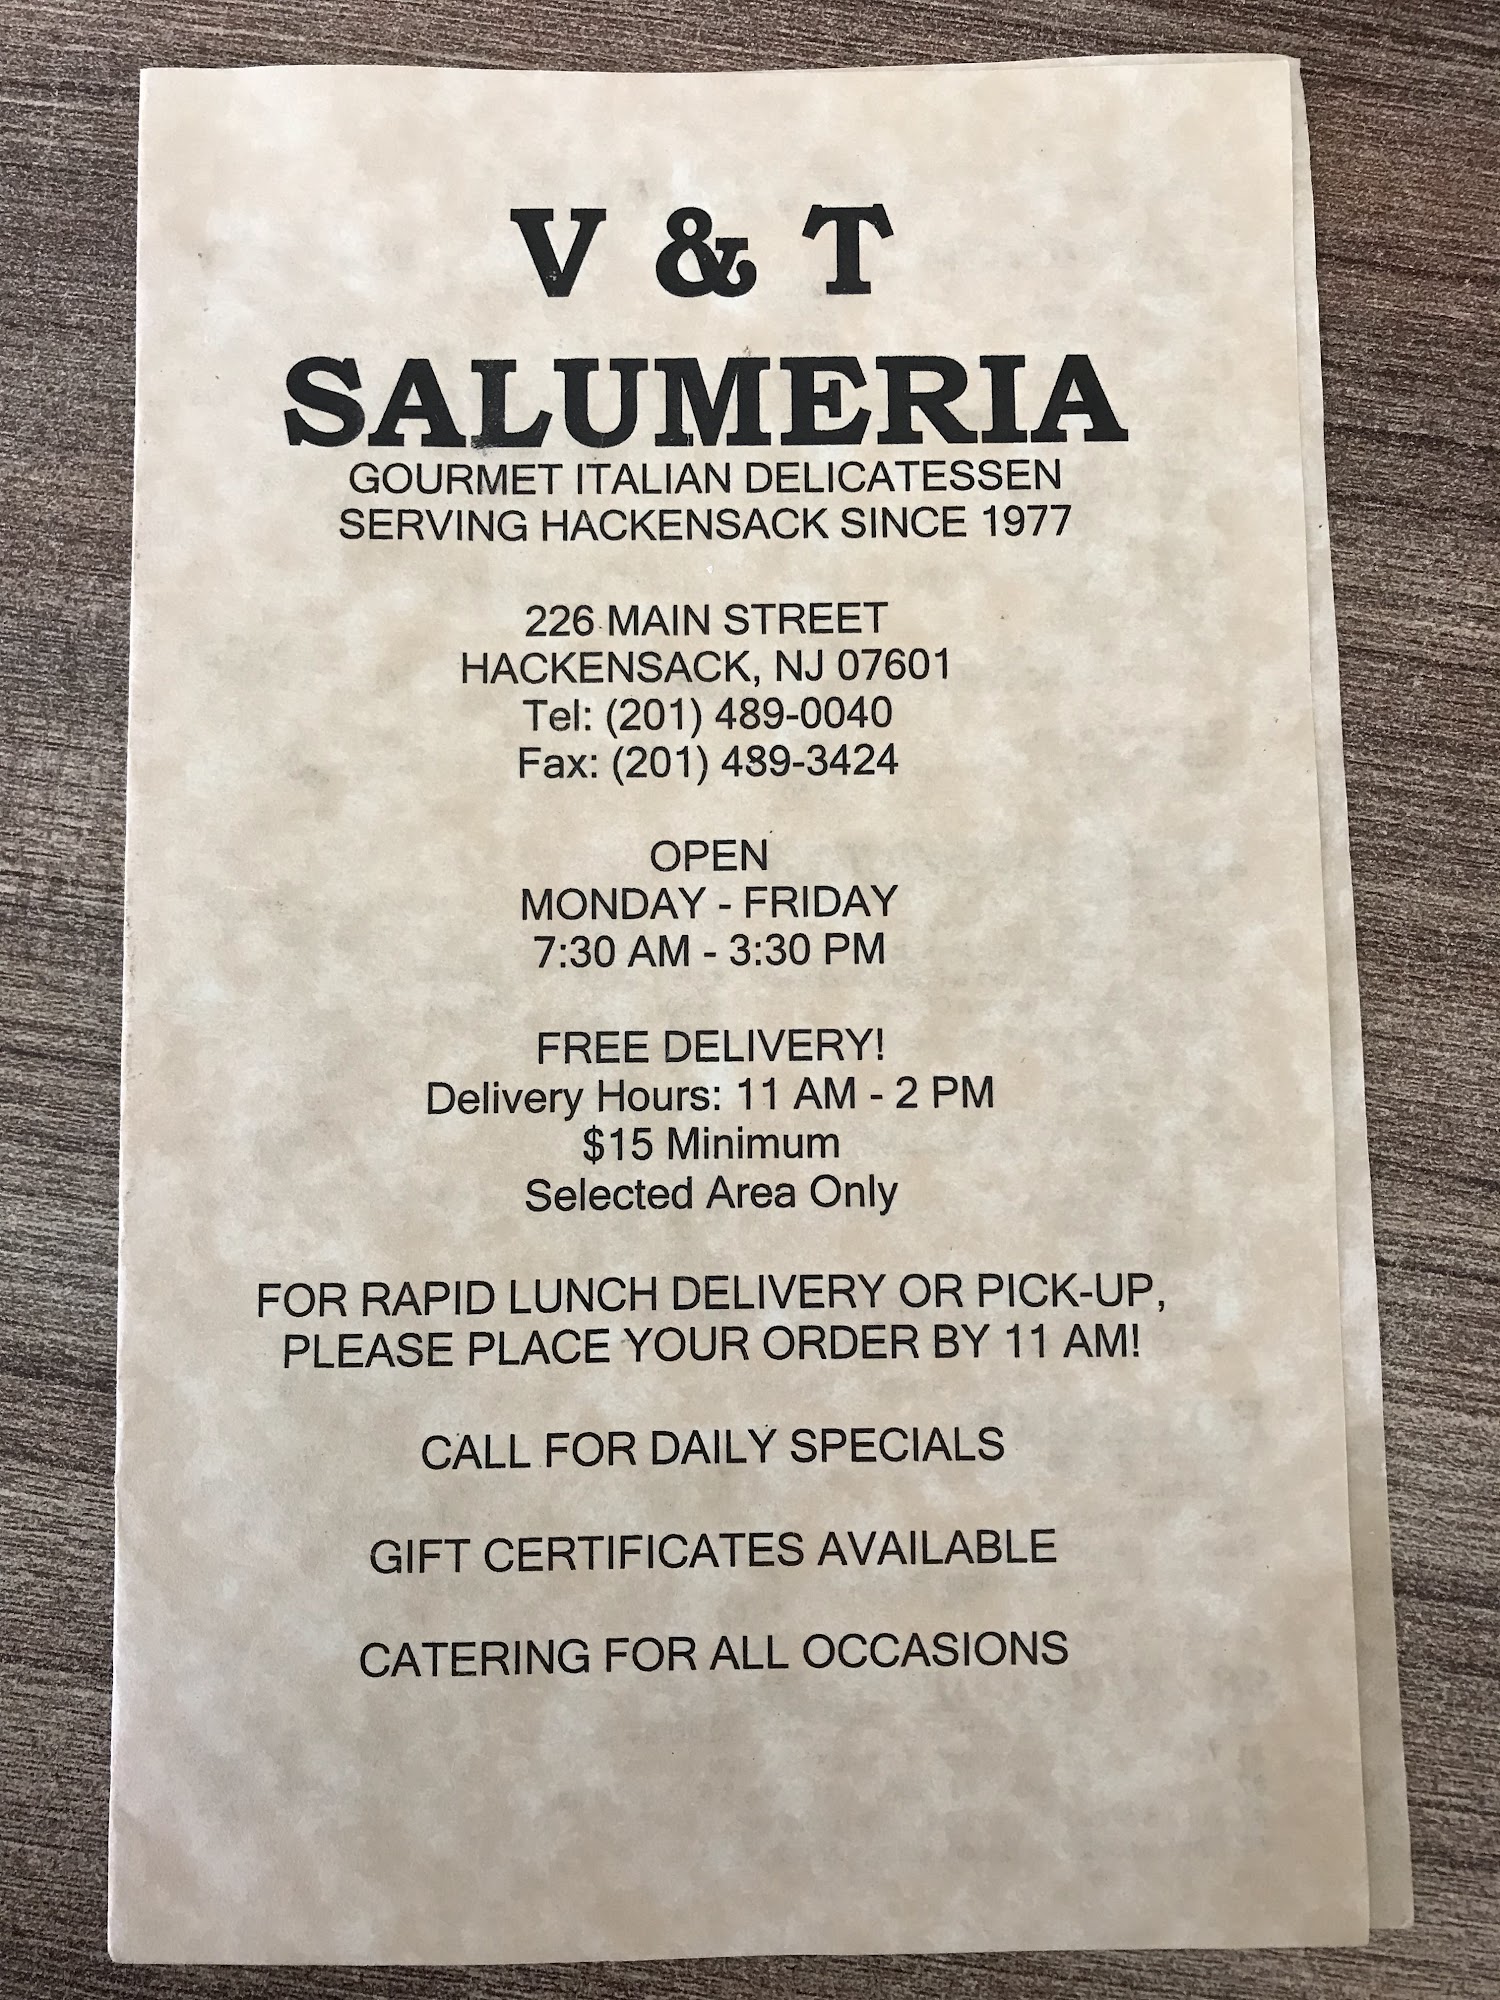 V & T
SALUMERIA
GOURMET ITALIAN DELICATESSEN
SERVING HACKENSACK SINCE 1977
226 MAIN STREET
HACKENSACK, NJ 07601
Tel: (201) 489-0040
Fax: (201) 489-3424
OPEN
MONDAY - FRIDAY
7:30 AM - 3:30 PM
FREE DELIVERY!
Delivery Hours: 11 AM - 2 PM
$15 Minimum
Selected Area Only
FOR RAPID LUNCH DELIVERY OR PICK-UP,
PLEASE PLACE YOUR ORDER BY 11 AM!
CALL FOR DAILY SPECIALS
GIFT CERTIFICATES AVAILABLE
CATERING FOR ALL OCCASIONS